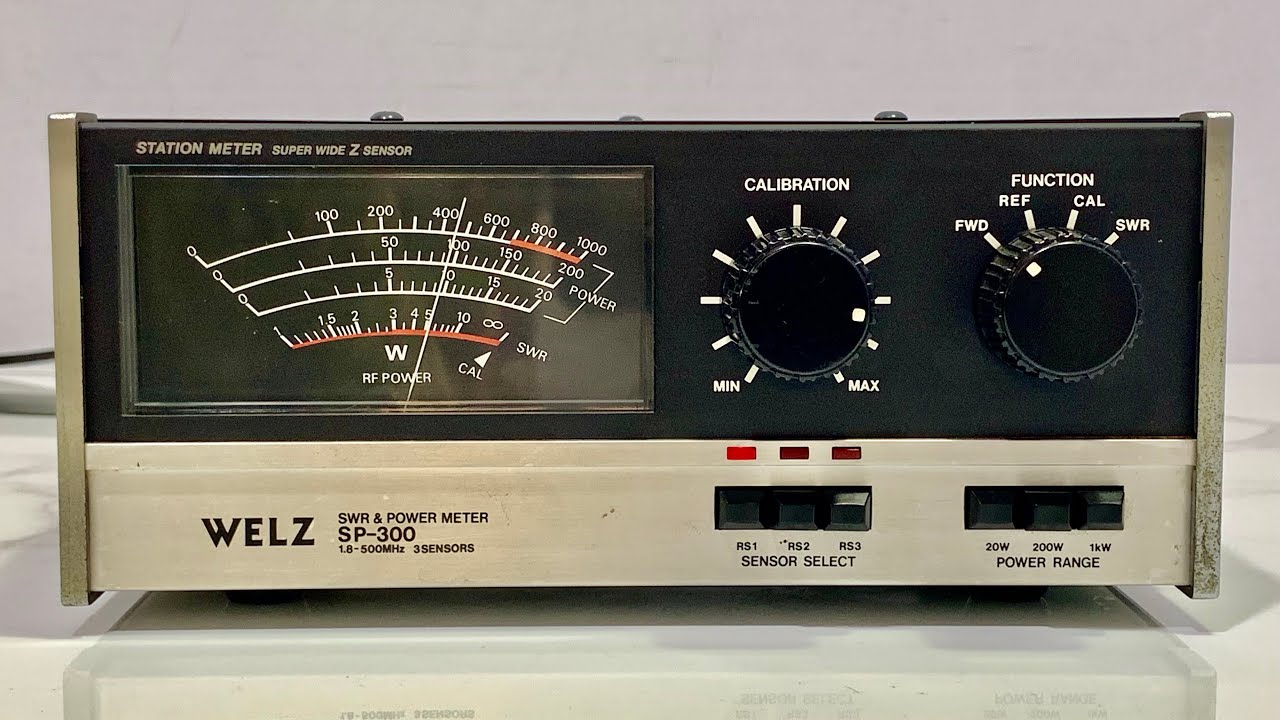 STATION METER SUPER WIDE Z SENSOR
0 100 200 400 600 800 1000
0 50 100 150 200
POWER
0 5 10 15 20
1 1.5 2 3 4 5 10 ∞
SWR
W
CAL
RF POWER
CALIBRATION
MIN MAX
FUNCTION
REF CAL
FWD SWR
WELZ
SWR & POWER METER
SP-300
1.8-500MHz 3SENSORS
RS1 RS2 RS3
SENSOR SELECT
20W 200W 1kW
POWER RANGE